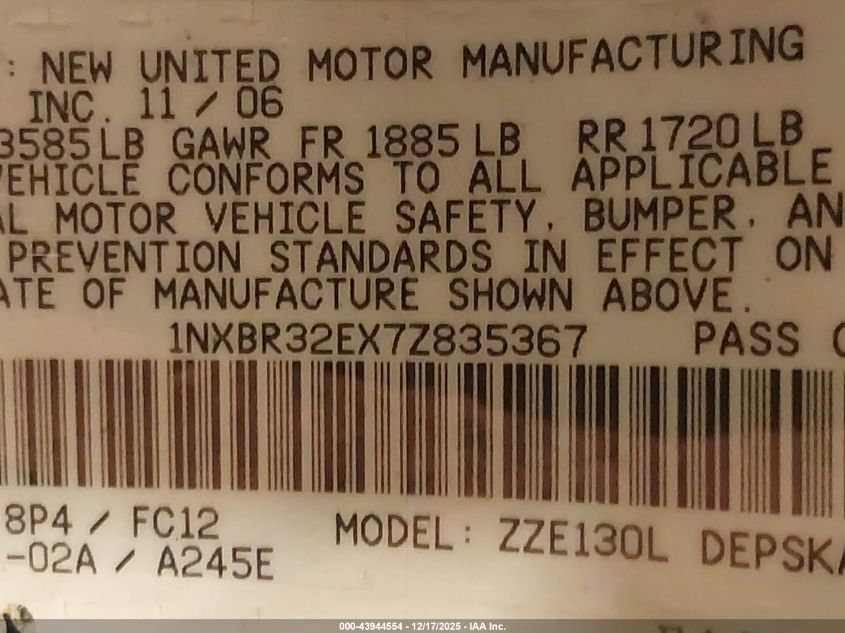 : NEW UNITED MOTOR MANUFACTURING
INC. 11 / 06
3585LB GAWR FR 1885 LB RR 1720 LB
VEHICLE CONFORMS TO ALL APPLICABLE
AL MOTOR VEHICLE SAFETY, BUMPER, AN
PREVENTION STANDARDS IN EFFECT ON
ATE OF MANUFACTURE SHOWN ABOVE.
1NXBR32EX7Z835367 PASS C
8P4 / FC12 MODEL: ZZE130L DEPSKA
-02A / A245E
000-43944554 - 12/17/2025 - IAA Inc.